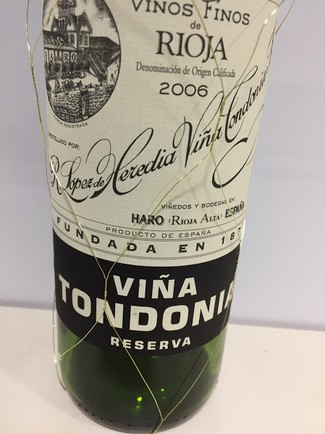 VINOS FINOS
DE
RIOJA
Denominación de Origen Calificada
2006
R. López de Heredia Viña Tondonia
VIÑEDOS Y BODEGAS EN:
HARO (RIOJA ALTA) ESPAÑA
PRODUCTO DE ESPAÑA
FUNDADA EN 187
VIÑA
TONDONIA
RESERVA